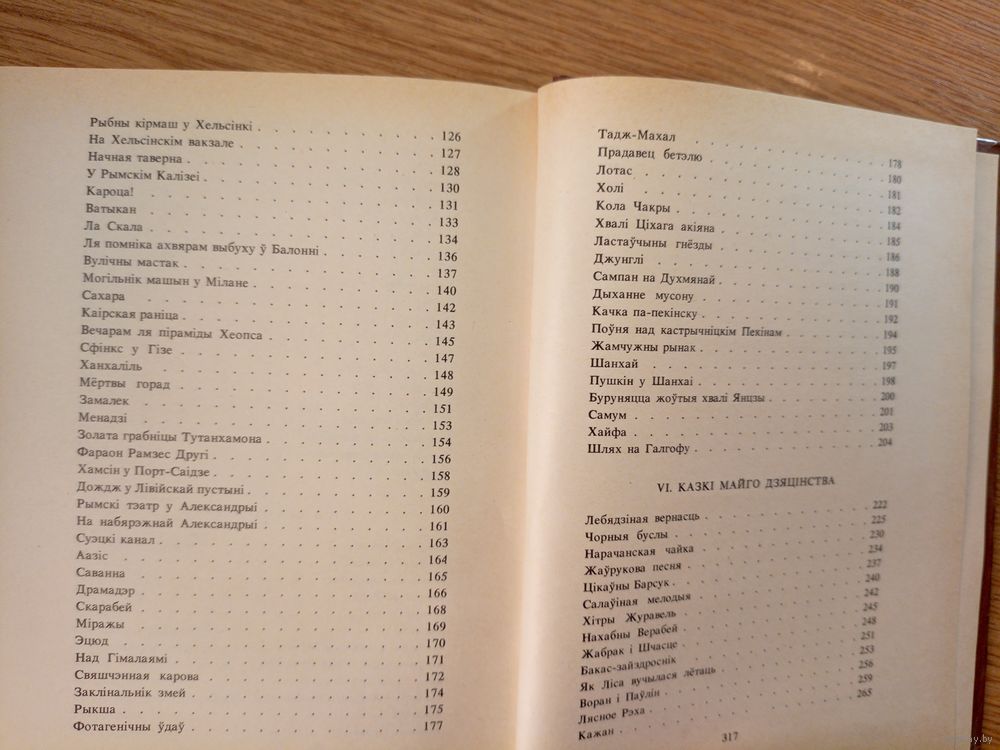 Рыбны кірмаш у Хельсінкі . . . 126
На Хельсінскім вакзале . . . 127
Начная таверна . . . 128
У Рымскім Калізеі . . . 130
Кароца! . . . 131
Ватыкан . . . 133
Ла Скала . . . 134
Ля помніка ахвярам выбуху ў Балонні . . . 136
Вулічны мастак . . . 137
Могільнік машын у Мілане . . . 140
Сахара . . . 142
Каірская раніца . . . 143
Вечарам ля піраміды Хеопса . . . 145
Сфінкс у Гізе . . . 147
Ханхаліль . . . 148
Мёртвы горад . . . 149
Замалек . . . 151
Менадзі . . . 153
Золата грабніцы Тутанхамона . . . 154
Фараон Рамзес Другі . . . 156
Хамсін у Порт-Саідзе . . . 158
Дождж у Лівійскай пустыні . . . 159
Рымскі тэатр у Александрыі . . . 160
На набярэжнай Александрыі . . . 161
Суэцкі канал . . . 163
Аазіс . . . 164
Саванна . . . 165
Драмадэр . . . 166
Скарабей . . . 168
Міражы . . . 169
Эцюд . . . 170
Над Гімалаямі . . . 171
Свяшчэнная карова . . . 172
Заклінальнік змей . . . 174
Рыкша . . . 175
Фотагенічны ўдаў . . . 177
Тадж-Махал . . . 178
Прадавец бетэлю . . . 180
Лотас . . . 181
Холі . . . 182
Кола Чакры . . . 184
Хвалі Ціхага акіяна . . . 185
Ластаўчыны гнёзды . . . 186
Джунглі . . . 188
Сампан на Духмянай . . . 190
Дыханне мусону . . . 191
Качка па-пекінску . . . 192
Поўня над кастрычніцкім Пекінам . . . 194
Жамчужны рынак . . . 195
Шанхай . . . 197
Пушкін у Шанхаі . . . 198
Буруняцца жоўтыя хвалі Янцзы . . . 200
Самум . . . 201
Хайфа . . . 203
Шлях на Галгофу . . . 204
VI. КАЗКІ МАЙГО ДЗЯЦІНСТВА
Лебядзіная вернасць . . . 222
Чорныя буслы . . . 225
Нарачанская чайка . . . 230
Жаўрукова песня . . . 234
Цікаўны Барсук . . . 237
Салаўіная мелодыя . . . 240
Хітры Журавель . . . 242
Нахабны Верабей . . . 245
Жабрак і Шчасце . . . 248
Бакас-зайздроснік . . . 251
Як Ліса вучылася лётаць . . . 253
Воран і Паўлін . . . 256
Лясное Рэха . . . 259
Кажан . . . 265
317